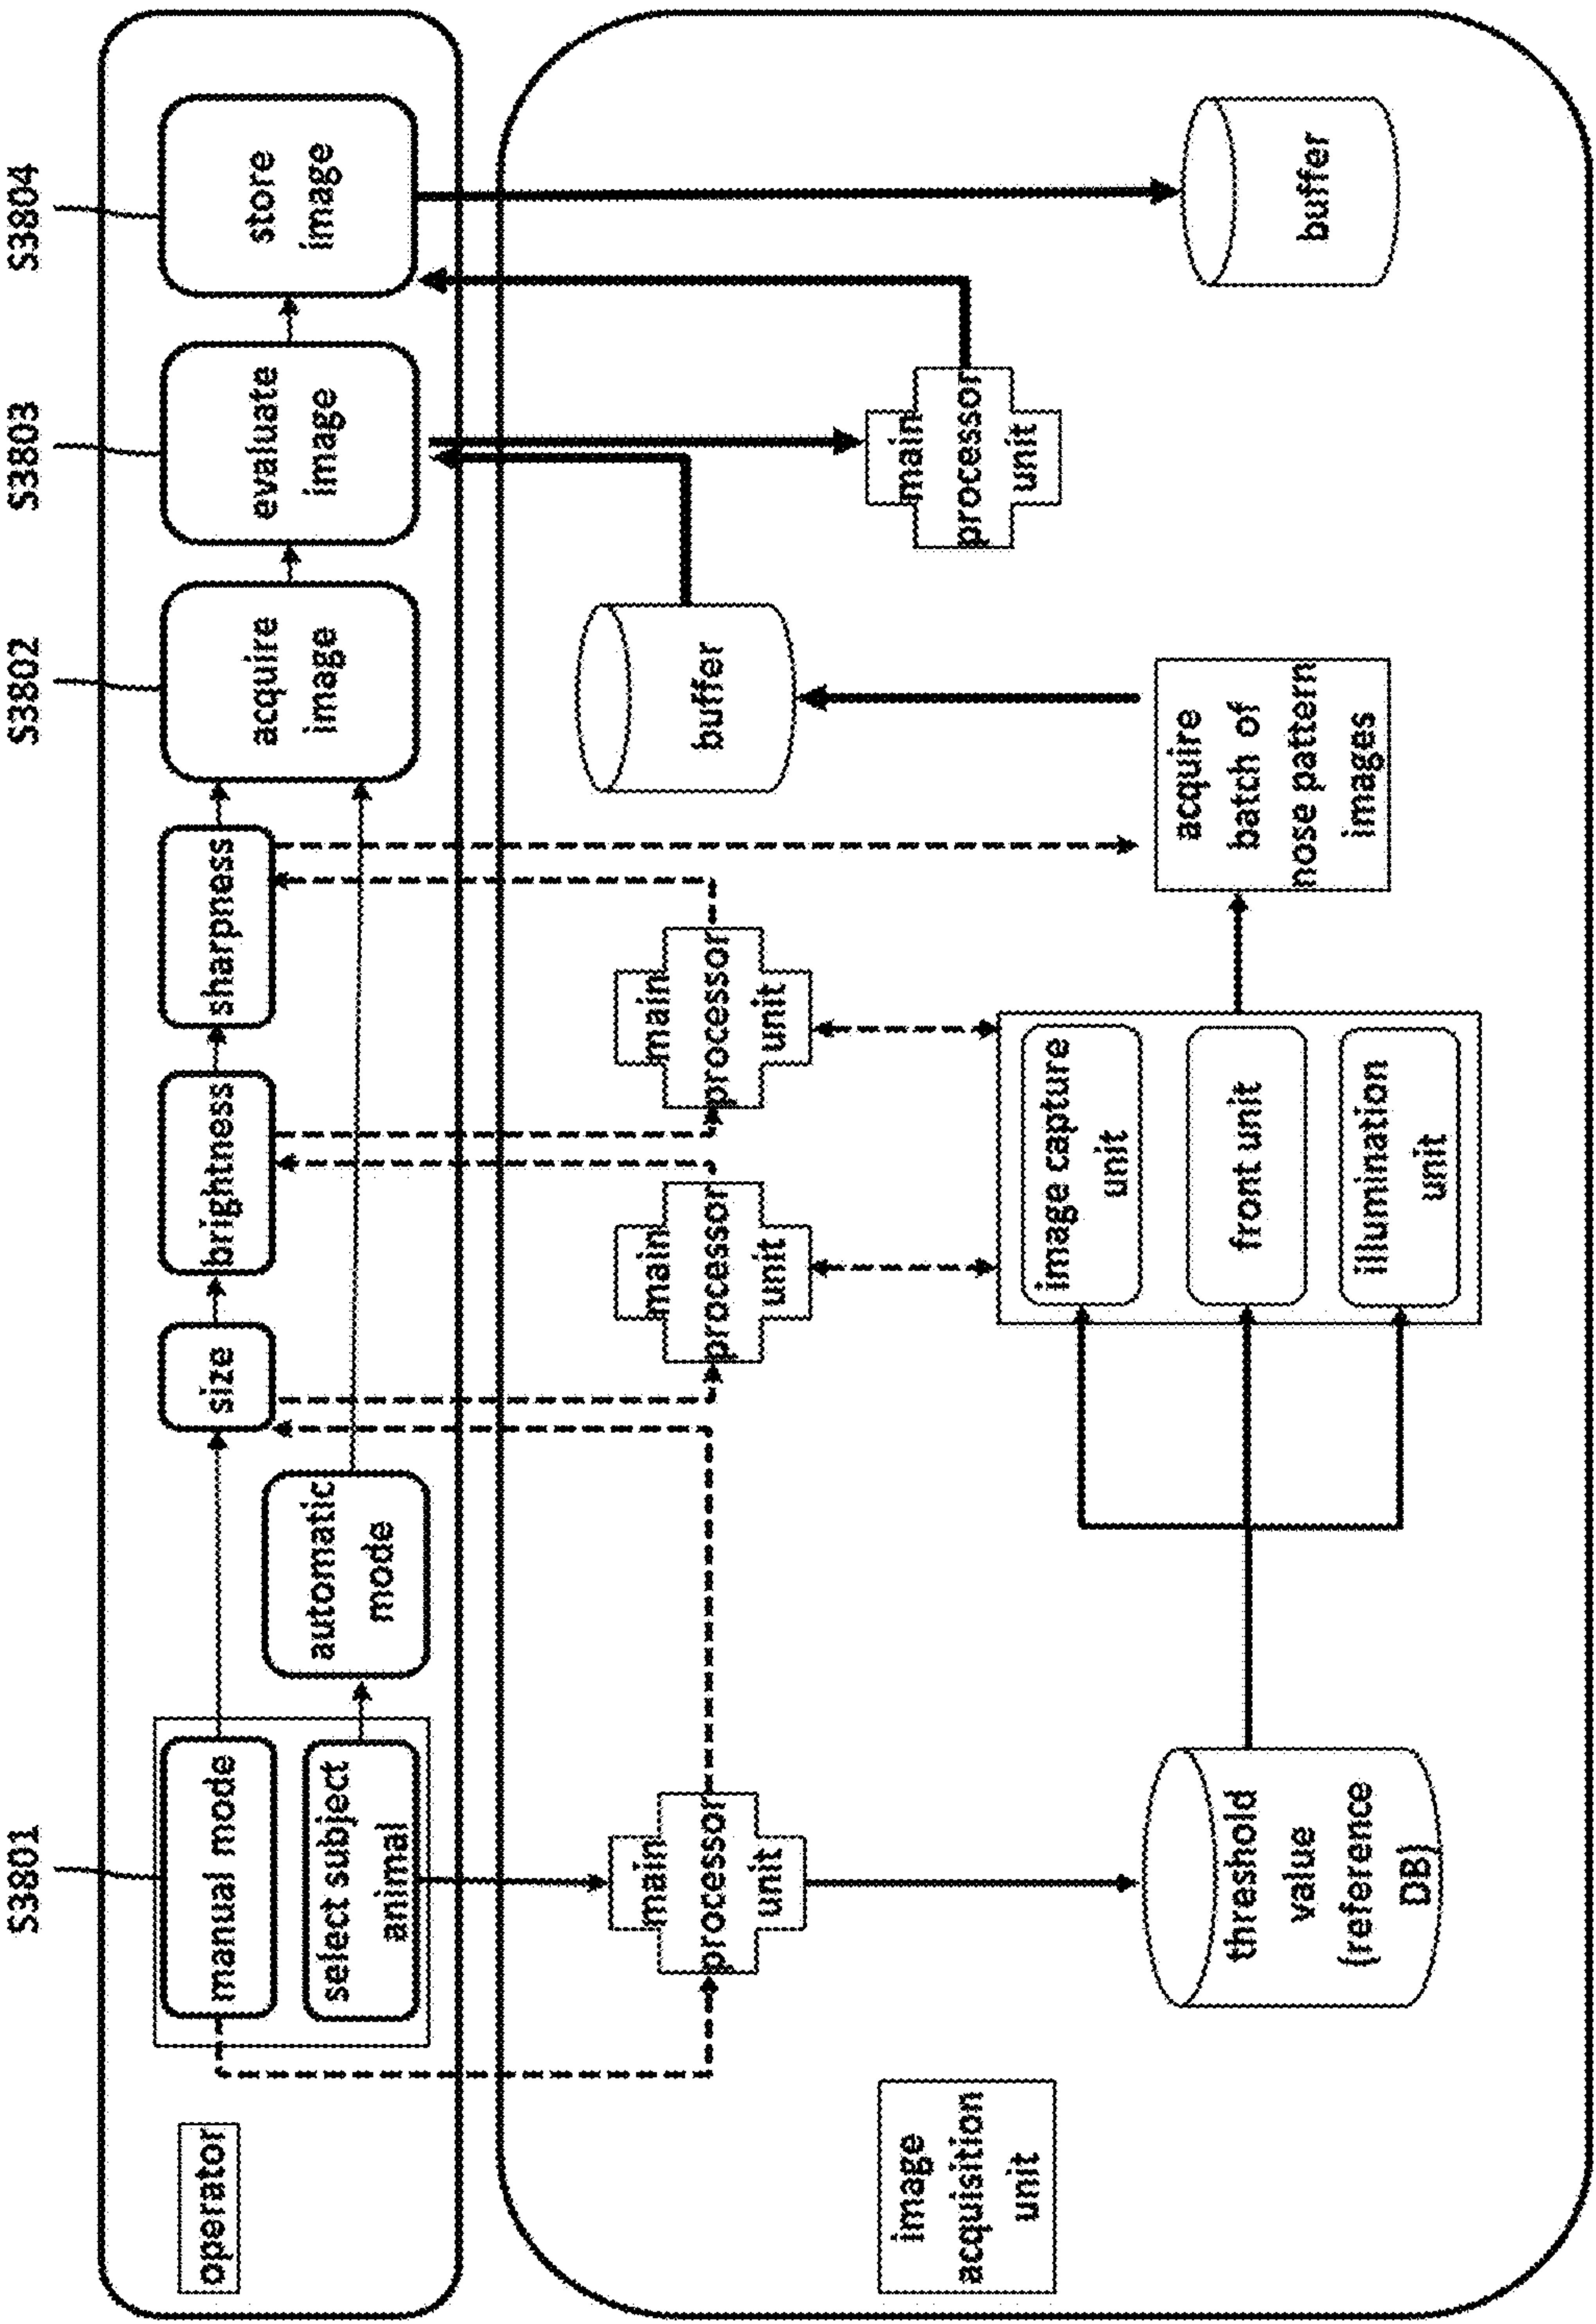 S3801
S3802
S3803
S3804
operator
manual mode
select subject
animal
automatic
mode
size
brightness
sharpness
acquire
image
evaluate
image
store
image
image
acquisition
unit
main
processor
unit
main
processor
unit
main
processor
unit
buffer
main
processor
unit
threshold
value
(reference
DB)
image capture
unit
front unit
illumination
unit
acquire
batch of
nose pattern
images
buffer